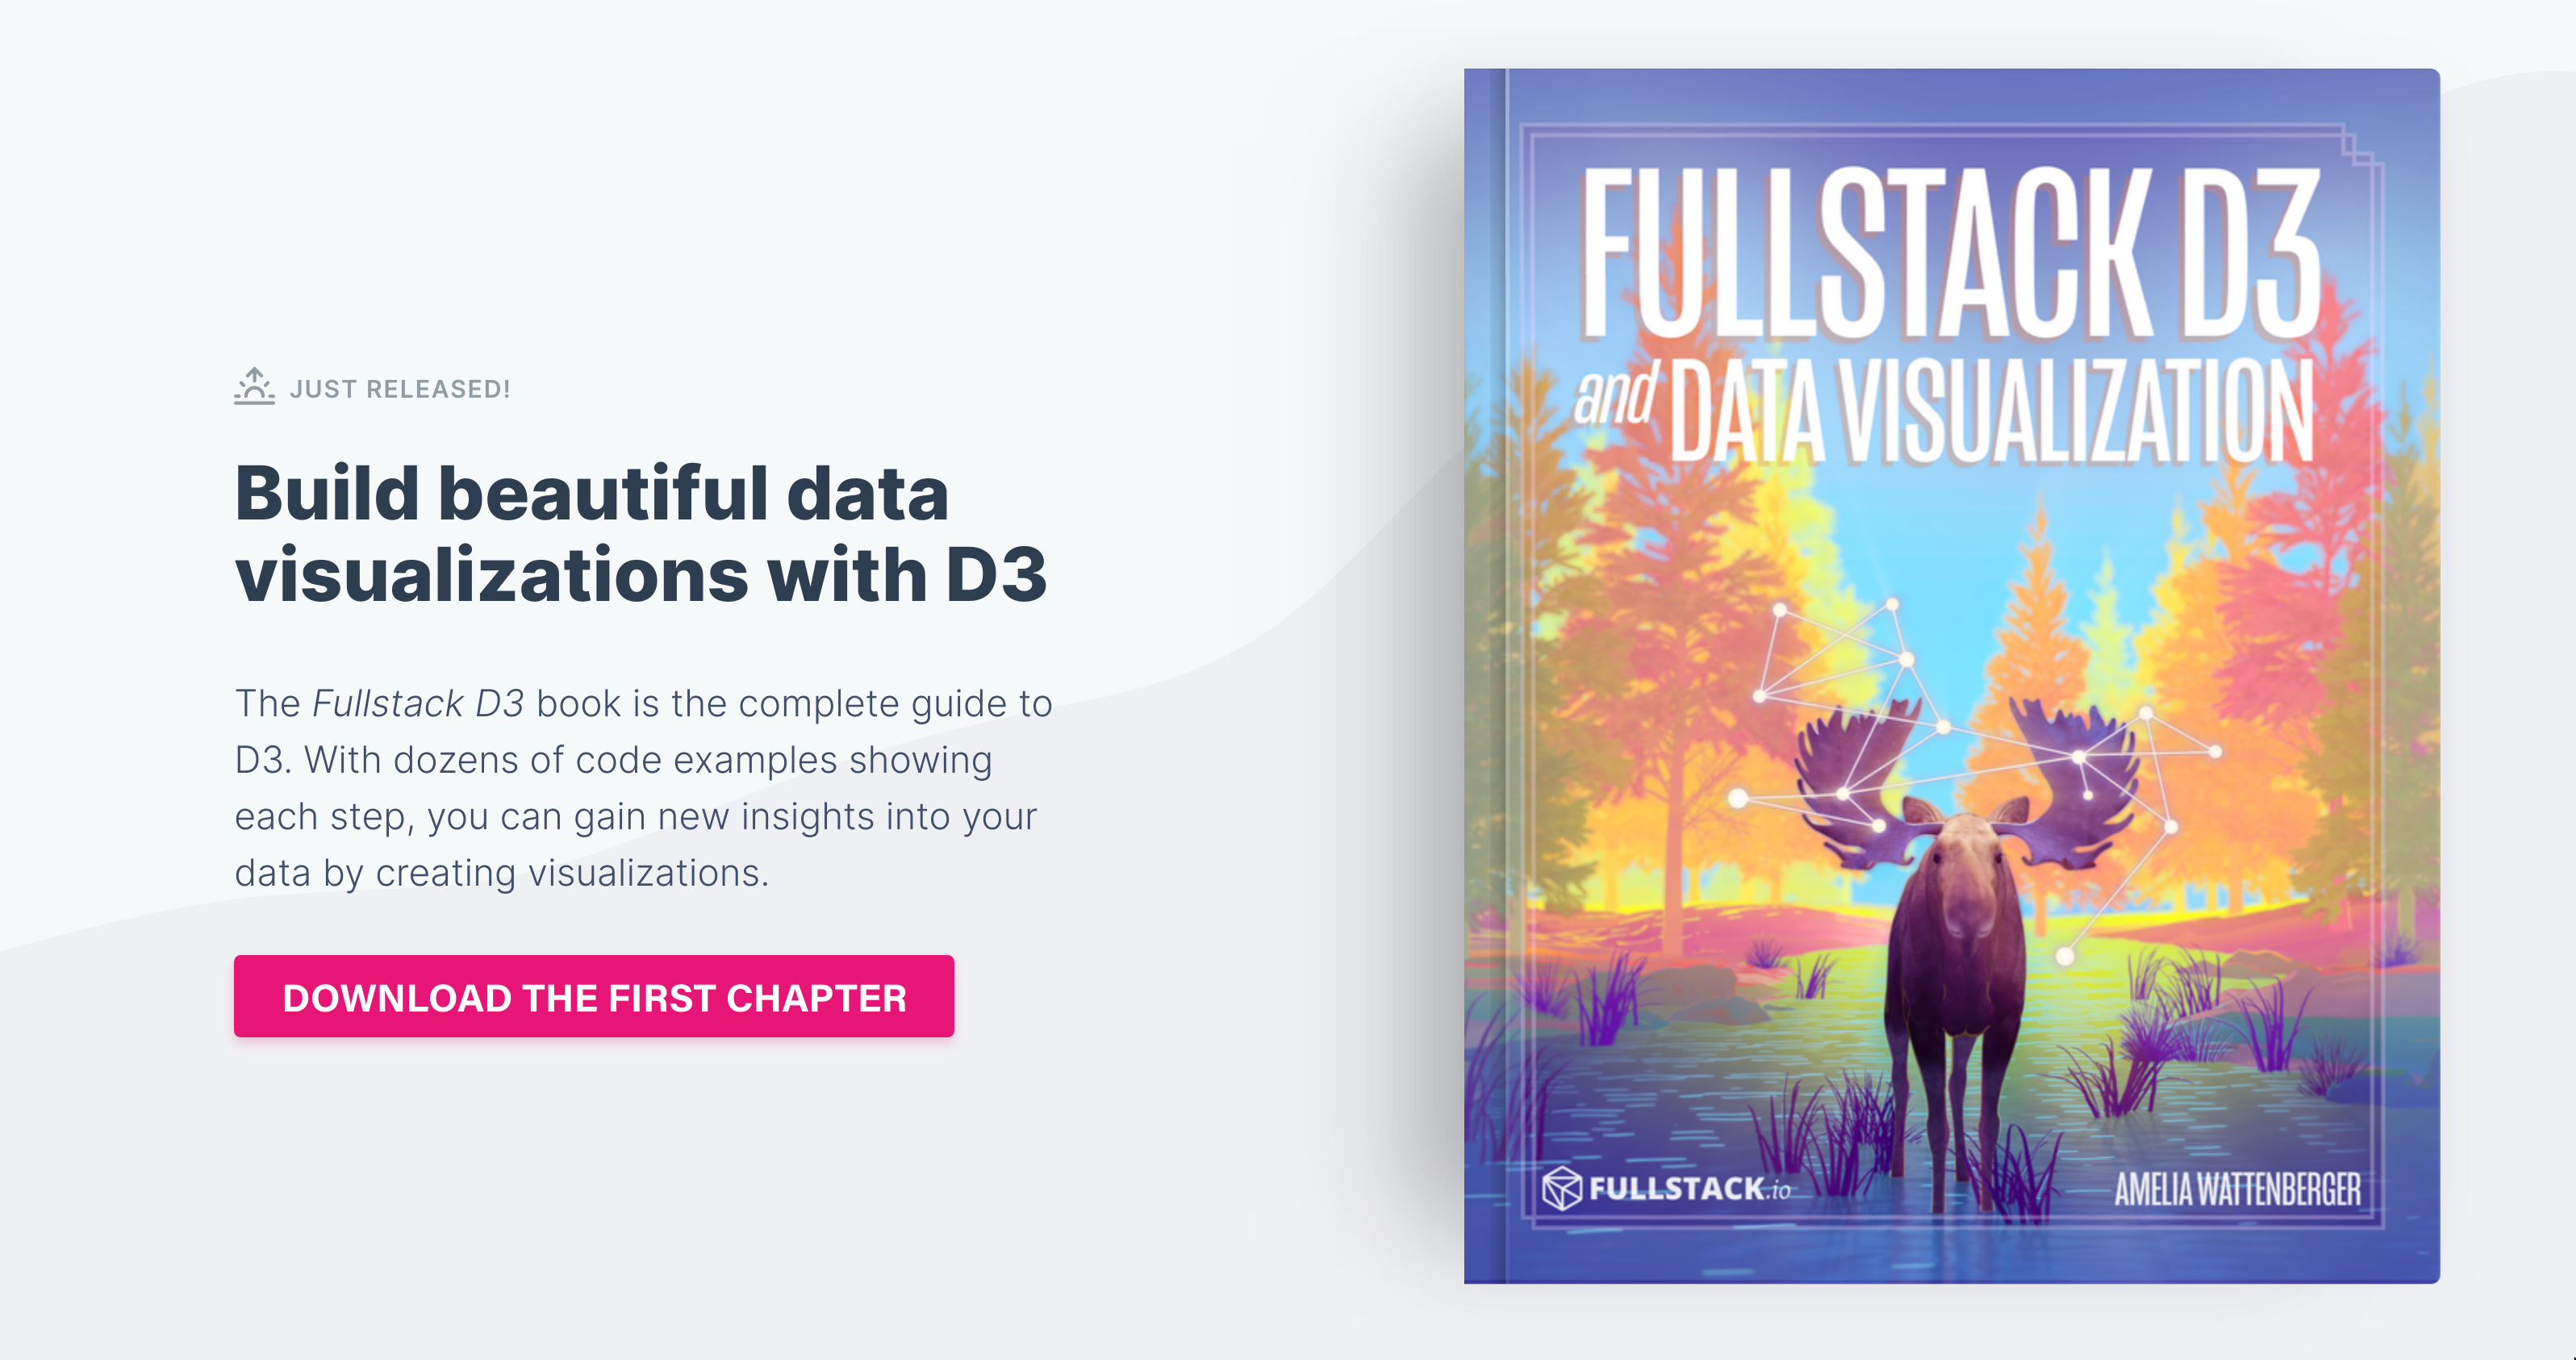 JUST RELEASED!
Build beautiful data
visualizations with D3
The Fullstack D3 book is the complete guide to
D3. With dozens of code examples showing
each step, you can gain new insights into your
data by creating visualizations.
DOWNLOAD THE FIRST CHAPTER
FULLSTACK D3
and DATA VISUALIZATION
FULLSTACK.io
AMELIA WATTENBERGER